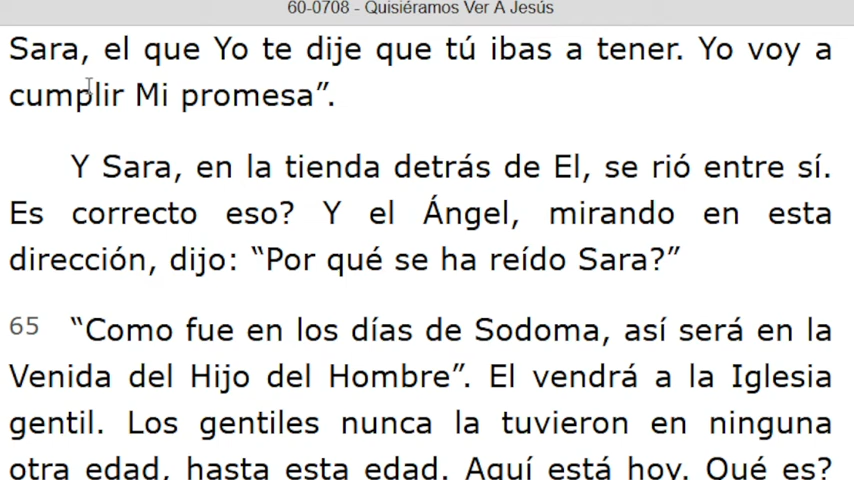 60-0708 - Quisiéramos Ver A Jesús
Sara, el que Yo te dije que tú ibas a tener. Yo voy a
cumplir Mi promesa”.
Y Sara, en la tienda detrás de El, se rió entre sí.
Es correcto eso? Y el Ángel, mirando en esta
dirección, dijo: “Por qué se ha reído Sara?”
65 “Como fue en los días de Sodoma, así será en la
Venida del Hijo del Hombre”. El vendrá a la Iglesia
gentil. Los gentiles nunca la tuvieron en ninguna
otra edad, hasta esta edad. Aquí está hoy. Qué es?